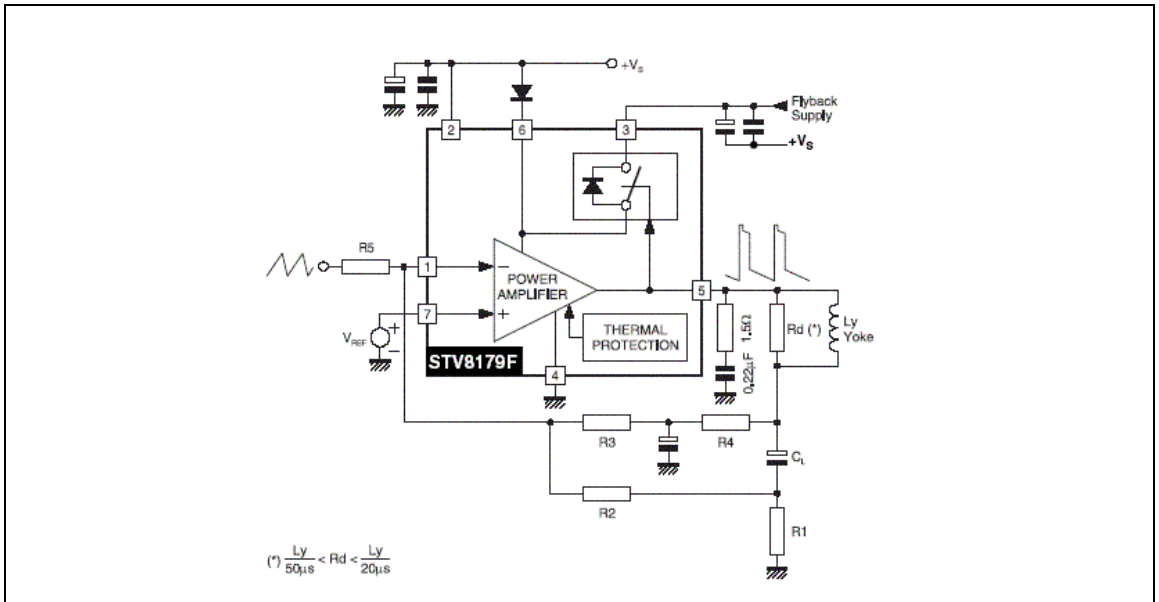 +VS
Flyback
Supply
+VS
2
6
3
R5
1
−
POWER
AMPLIFIER
7
+
VREF
+
−
THERMAL
PROTECTION
5
STV8179F
4
0.22µF 1.5Ω
Rd (*)
Ly
Yoke
R3
R4
CL
R2
R1
(*) Ly/50µs < Rd < Ly/20µs